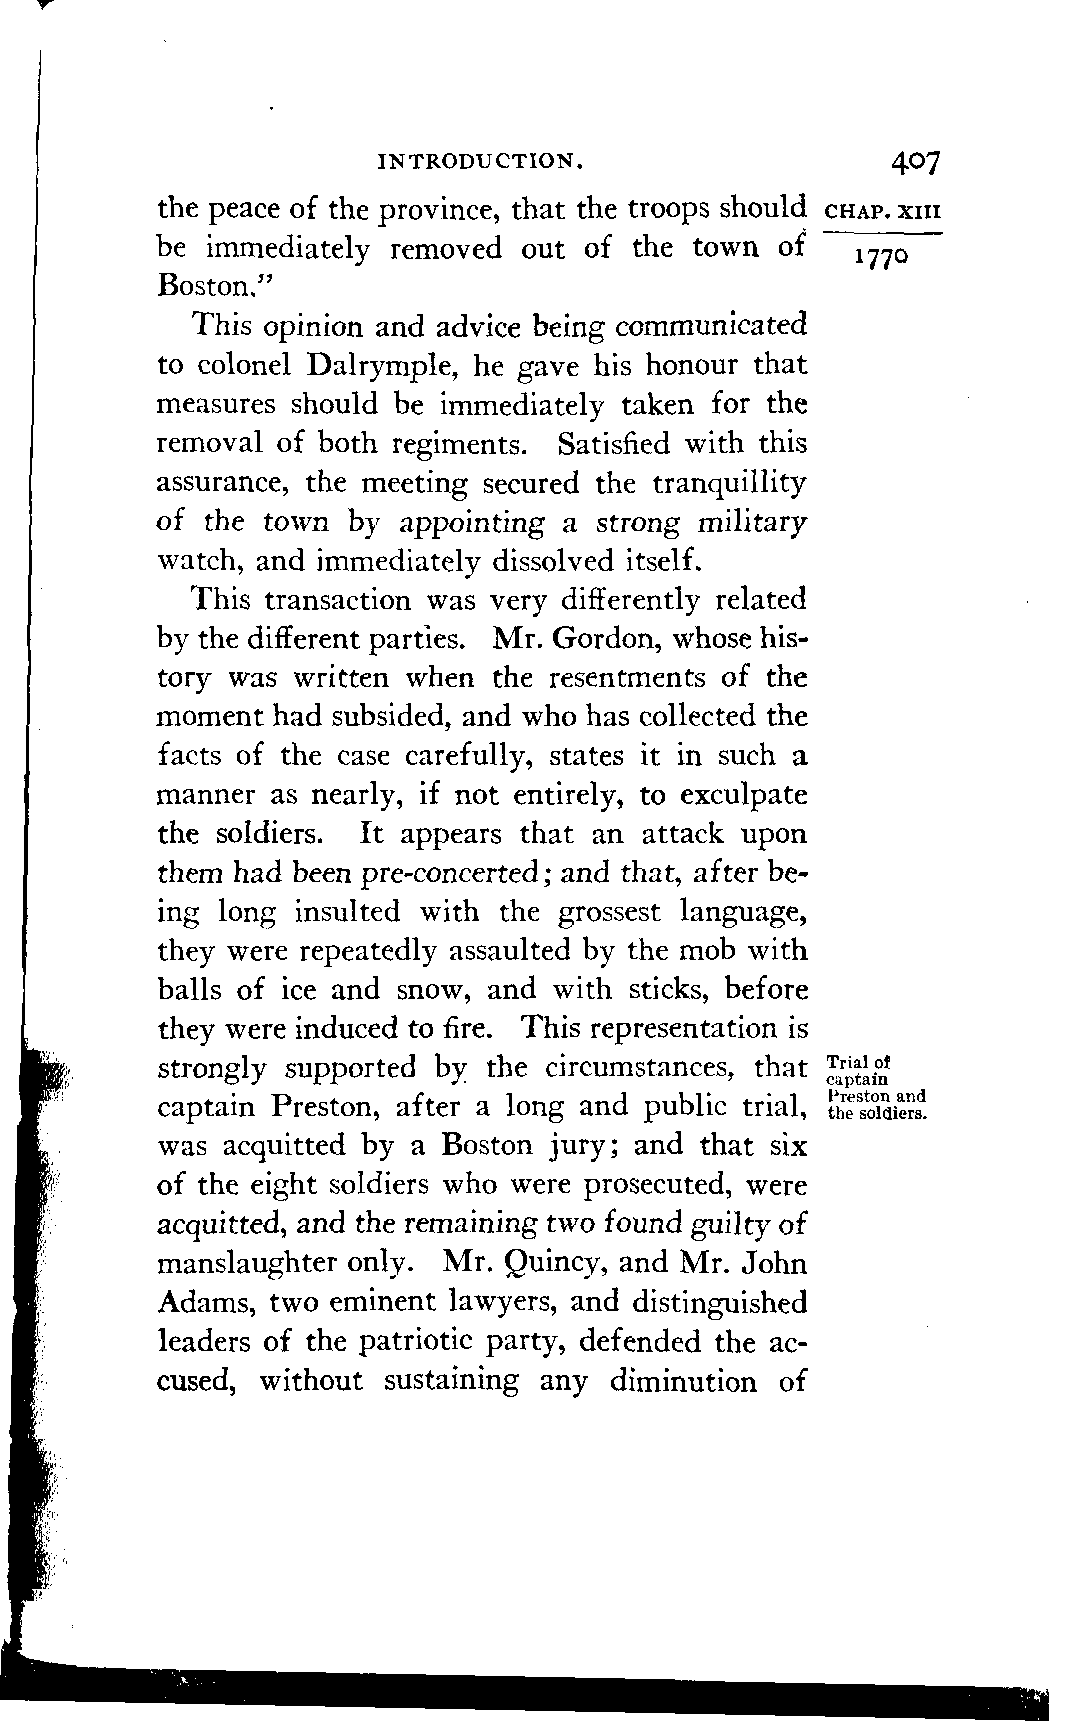 INTRODUCTION. 407
the peace of the province, that the troops should CHAP. XIII
be immediately removed out of the town of 1770
Boston."
This opinion and advice being communicated
to colonel Dalrymple, he gave his honour that
measures should be immediately taken for the
removal of both regiments. Satisfied with this
assurance, the meeting secured the tranquillity
of the town by appointing a strong military
watch, and immediately dissolved itself.
This transaction was very differently related
by the different parties. Mr. Gordon, whose his-
tory was written when the resentments of the
moment had subsided, and who has collected the
facts of the case carefully, states it in such a
manner as nearly, if not entirely, to exculpate
the soldiers. It appears that an attack upon
them had been pre-concerted; and that, after be-
ing long insulted with the grossest language,
they were repeatedly assaulted by the mob with
balls of ice and snow, and with sticks, before
they were induced to fire. This representation is
strongly supported by the circumstances, that
captain Preston, after a long and public trial,
was acquitted by a Boston jury; and that six
of the eight soldiers who were prosecuted, were
acquitted, and the remaining two found guilty of
manslaughter only. Mr. Quincy, and Mr. John
Adams, two eminent lawyers, and distinguished
leaders of the patriotic party, defended the ac-
cused, without sustaining any diminution of
Trial of
captain
Preston and
the soldiers.